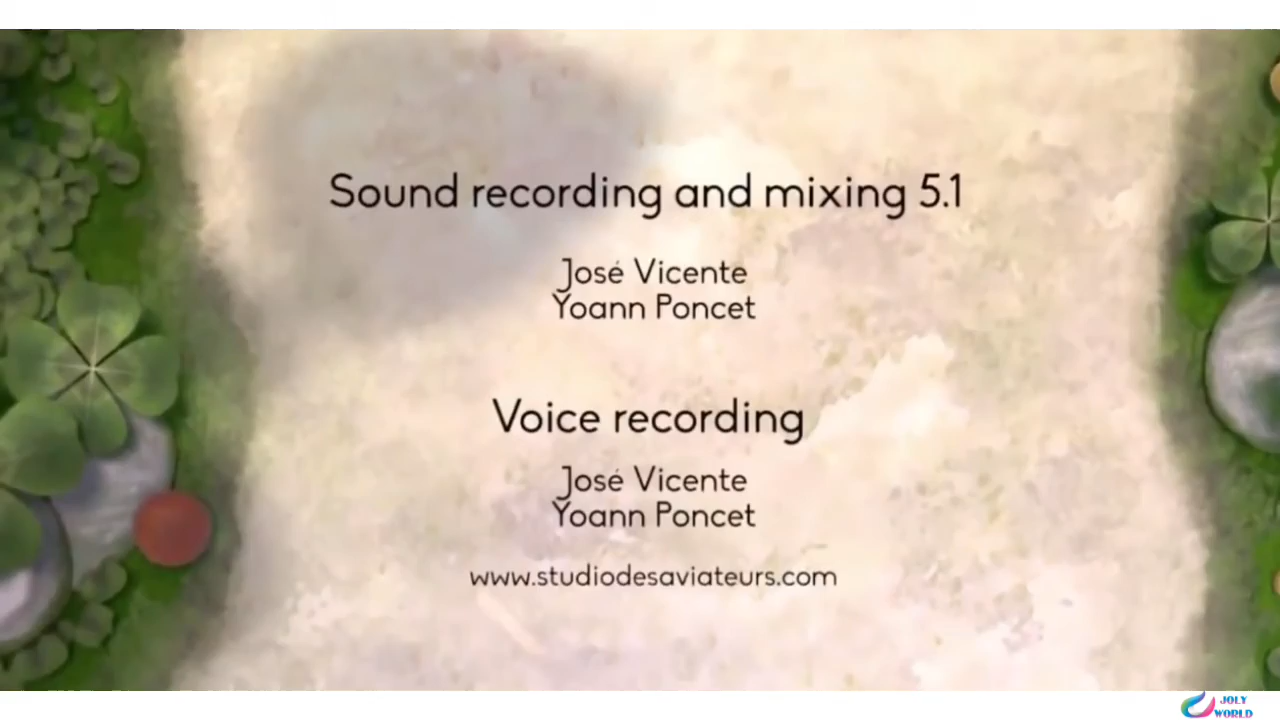 Sound recording and mixing 5.1
José Vicente
Yoann Poncet
Voice recording
José Vicente
Yoann Poncet
www.studiodesaviateurs.com
JOLY
WORLD